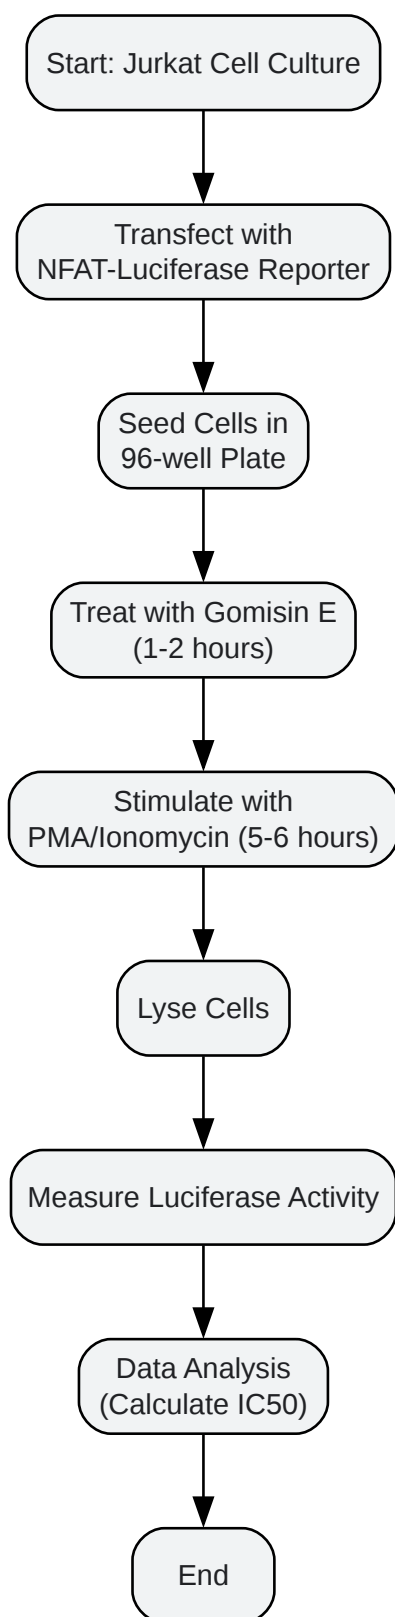 Start: Jurkat Cell Culture
Transfect with
NFAT-Luciferase Reporter
Seed Cells in
96-well Plate
Treat with Gomisin E
(1-2 hours)
Stimulate with
PMA/Ionomycin (5-6 hours)
Lyse Cells
Measure Luciferase Activity
Data Analysis
(Calculate IC50)
End